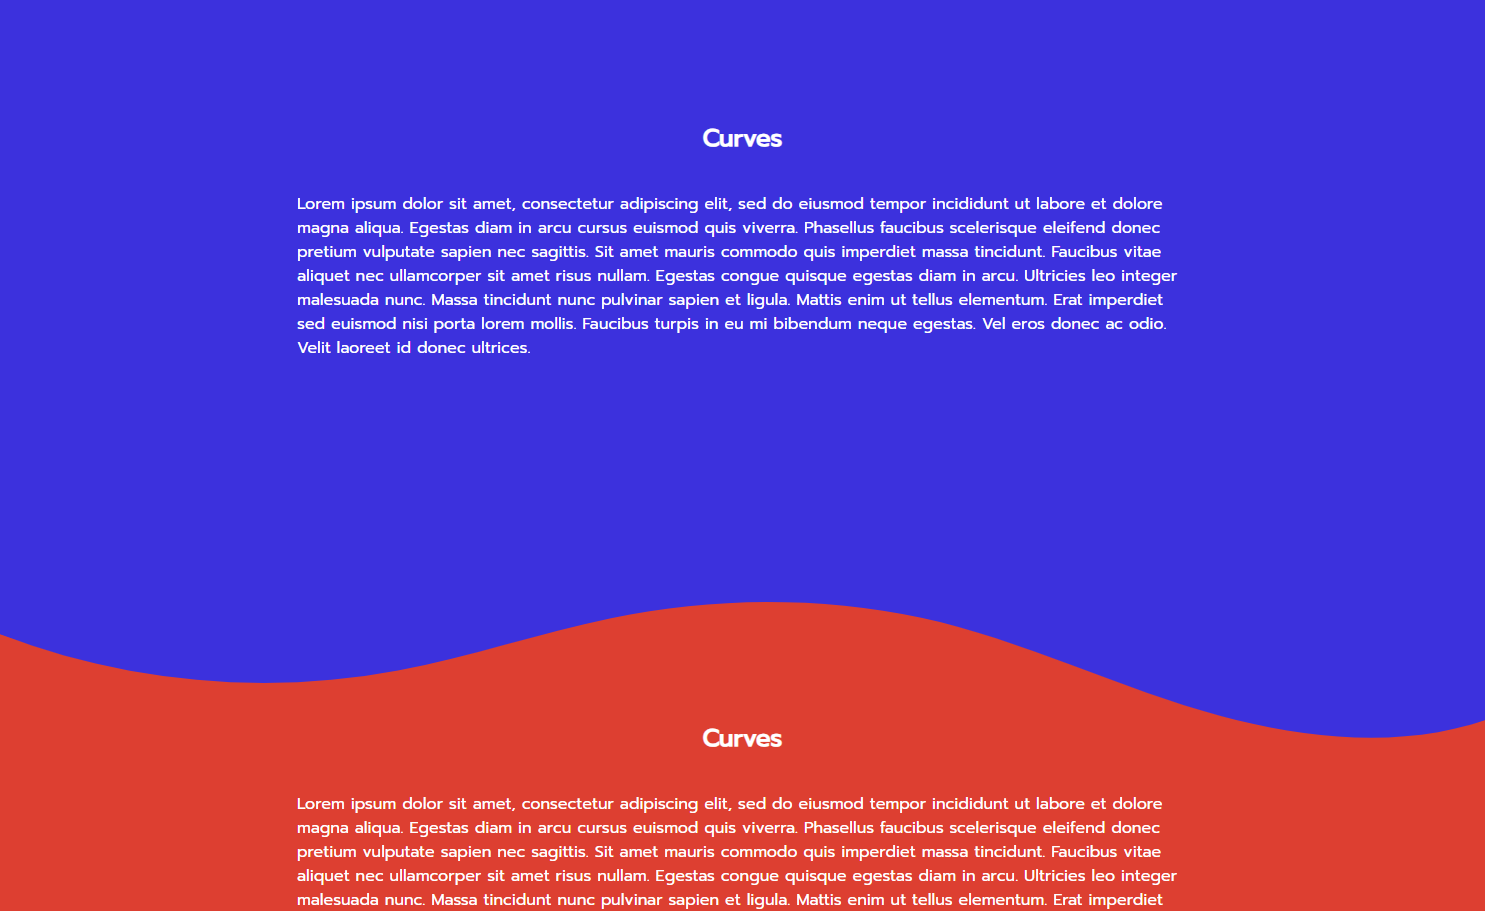 Curves
Lorem ipsum dolor sit amet, consectetur adipiscing elit, sed do eiusmod tempor incididunt ut labore et dolore
magna aliqua. Egestas diam in arcu cursus euismod quis viverra. Phasellus faucibus scelerisque eleifend donec
pretium vulputate sapien nec sagittis. Sit amet mauris commodo quis imperdiet massa tincidunt. Faucibus vitae
aliquet nec ullamcorper sit amet risus nullam. Egestas congue quisque egestas diam in arcu. Ultricies leo integer
malesuada nunc. Massa tincidunt nunc pulvinar sapien et ligula. Mattis enim ut tellus elementum. Erat imperdiet
sed euismod nisi porta lorem mollis. Faucibus turpis in eu mi bibendum neque egestas. Vel eros donec ac odio.
Velit laoreet id donec ultrices.
Curves
Lorem ipsum dolor sit amet, consectetur adipiscing elit, sed do eiusmod tempor incididunt ut labore et dolore
magna aliqua. Egestas diam in arcu cursus euismod quis viverra. Phasellus faucibus scelerisque eleifend donec
pretium vulputate sapien nec sagittis. Sit amet mauris commodo quis imperdiet massa tincidunt. Faucibus vitae
aliquet nec ullamcorper sit amet risus nullam. Egestas congue quisque egestas diam in arcu. Ultricies leo integer
malesuada nunc. Massa tincidunt nunc pulvinar sapien et ligula. Mattis enim ut tellus elementum. Erat imperdiet